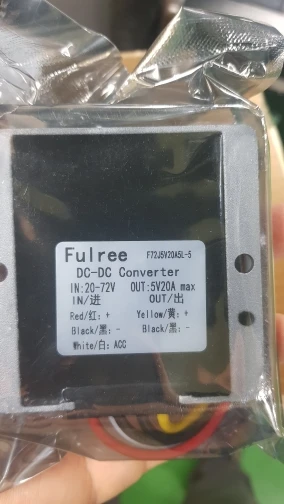 Fulree F72J5V20A5L-5
DC-DC Converter
IN:20-72V OUT:5V20A max
IN/进 OUT/出
Red/红: + Yellow/黄: +
Black/黑: - Black/黑: -
White/白: ACC